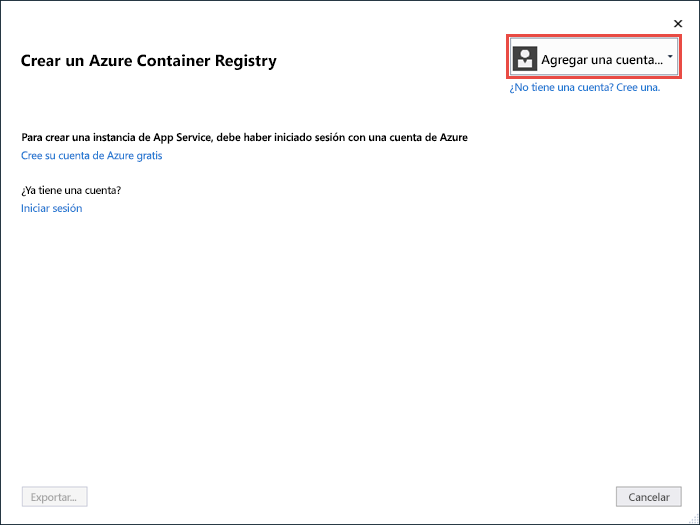 Crear un Azure Container Registry
Agregar una cuenta...
¿No tiene una cuenta? Cree una.
Para crear una instancia de App Service, debe haber iniciado sesión con una cuenta de Azure
Cree su cuenta de Azure gratis
¿Ya tiene una cuenta?
Iniciar sesión
Exportar...
Cancelar